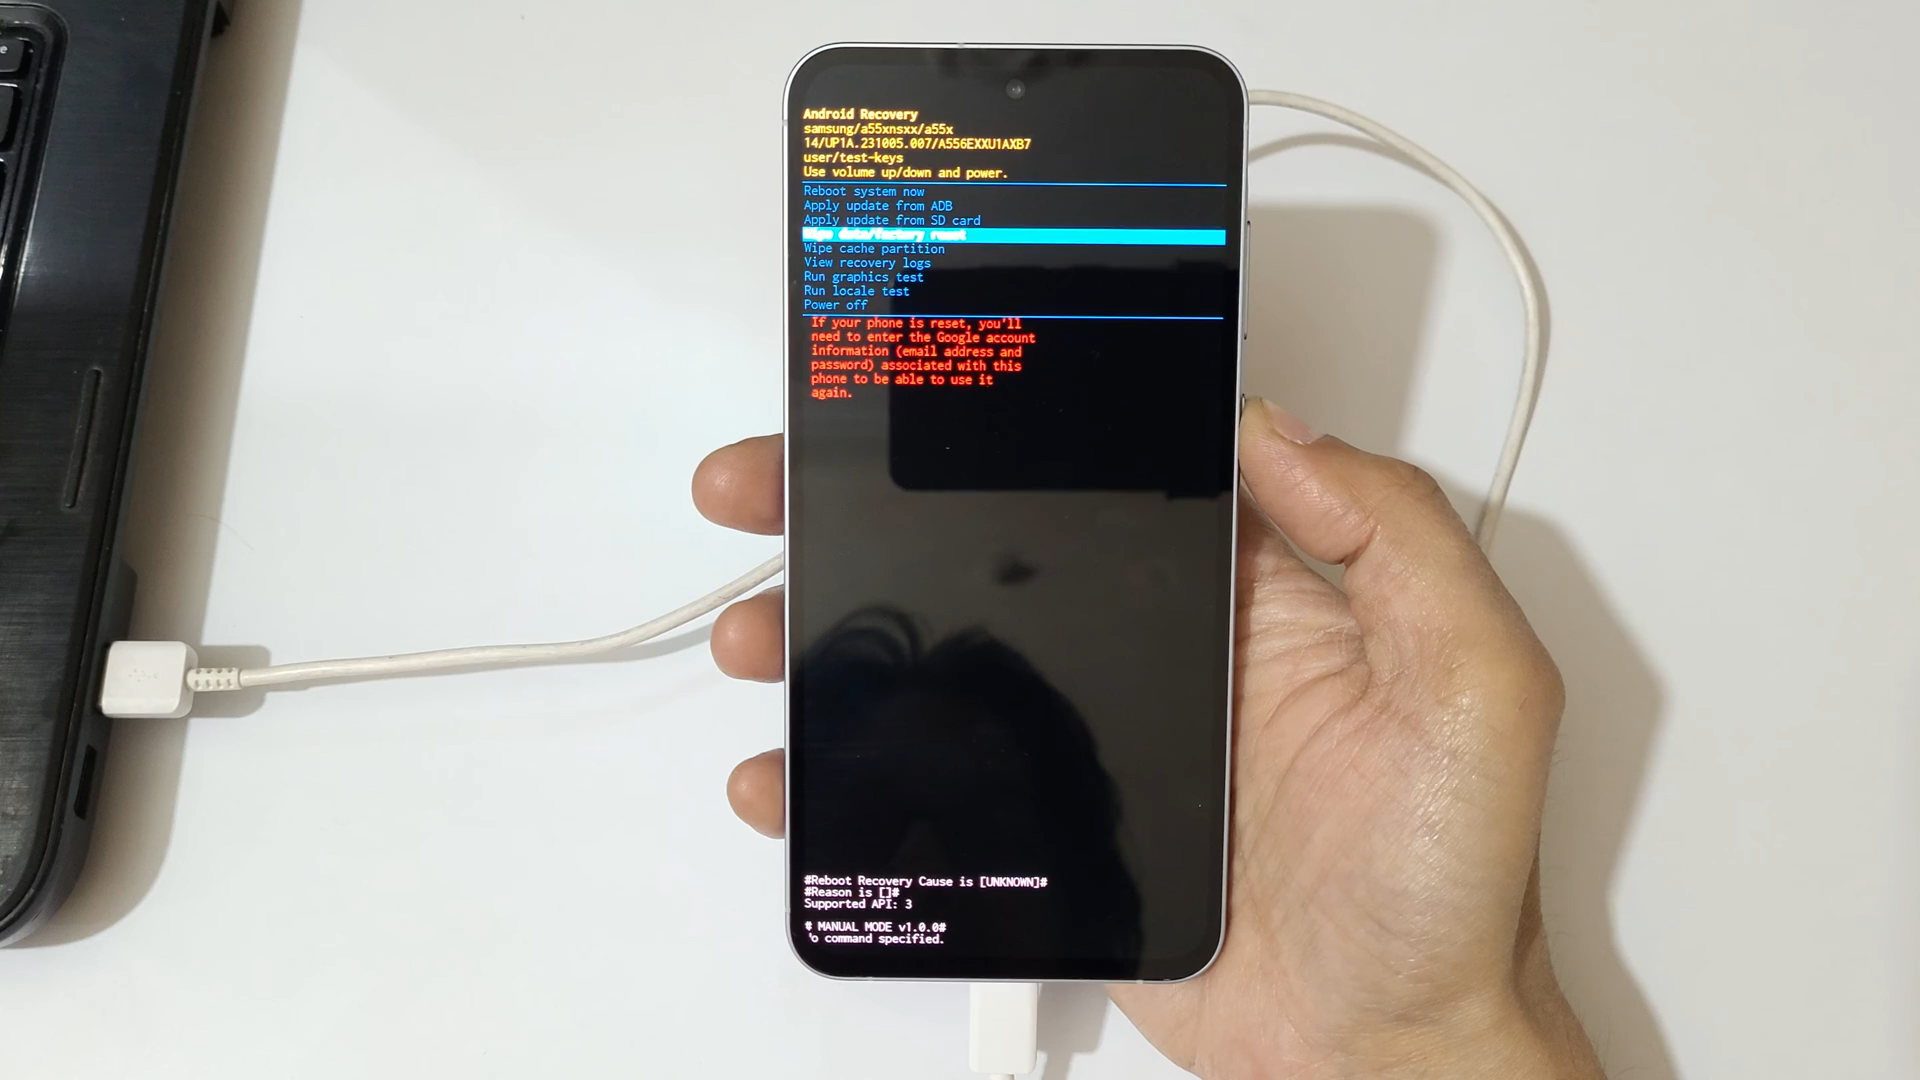 Android Recovery
samsung/a55xnsxx/a55x
14/UP1A.231005.007/A556EXXU1AXB7
user/test-keys
Use volume up/down and power.
Reboot system now
Apply update from ADB
Apply update from SD card
Wipe data/factory reset
Wipe cache partition
View recovery logs
Run graphics test
Run locale test
Power off
If your phone is reset, you'll
need to enter the Google account
information (email address and
password) associated with this
phone to be able to use it
again.
#Reboot Recovery Cause is [UNKNOWN]#
#Reason is []#
Supported API: 3
# MANUAL MODE v1.0.0#
o command specified.